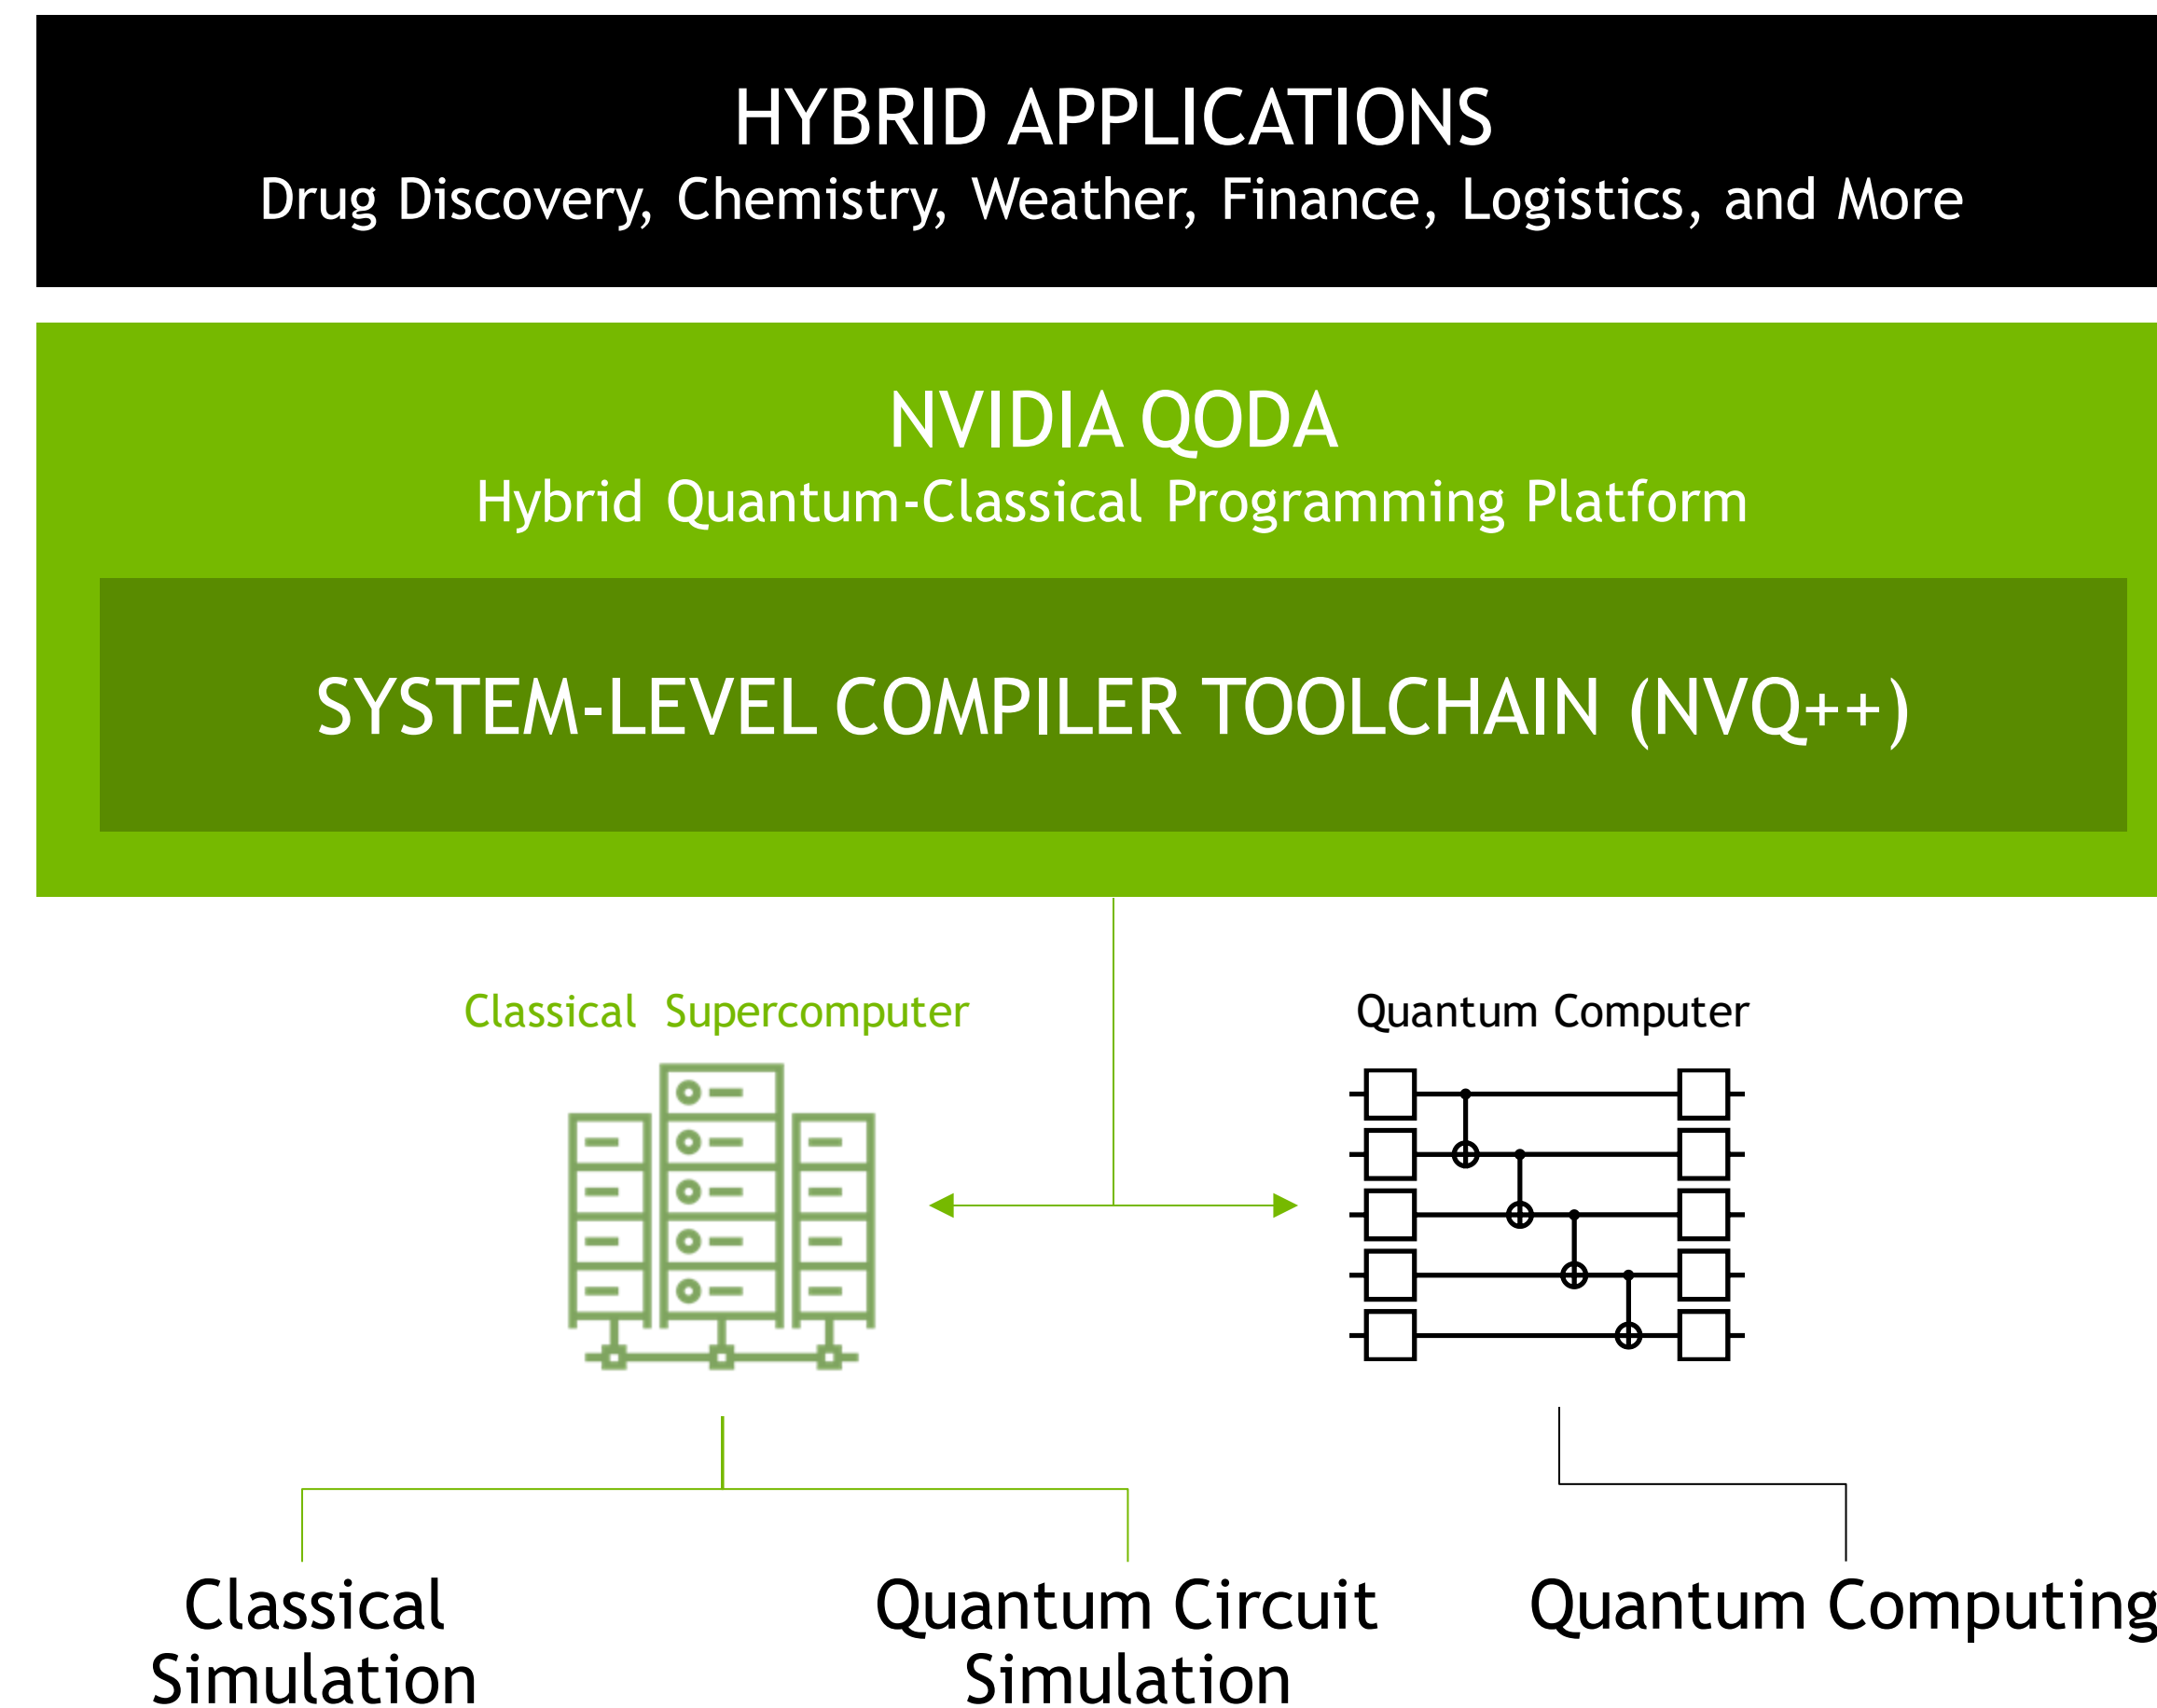 HYBRID APPLICATIONS
Drug Discovery, Chemistry, Weather, Finance, Logistics, and More
NVIDIA QODA
Hybrid Quantum-Classical Programming Platform
SYSTEM-LEVEL COMPILER TOOLCHAIN (NVQ++)
Classical Supercomputer
Quantum Computer
Classical
Simulation
Quantum Circuit
Simulation
Quantum Computing